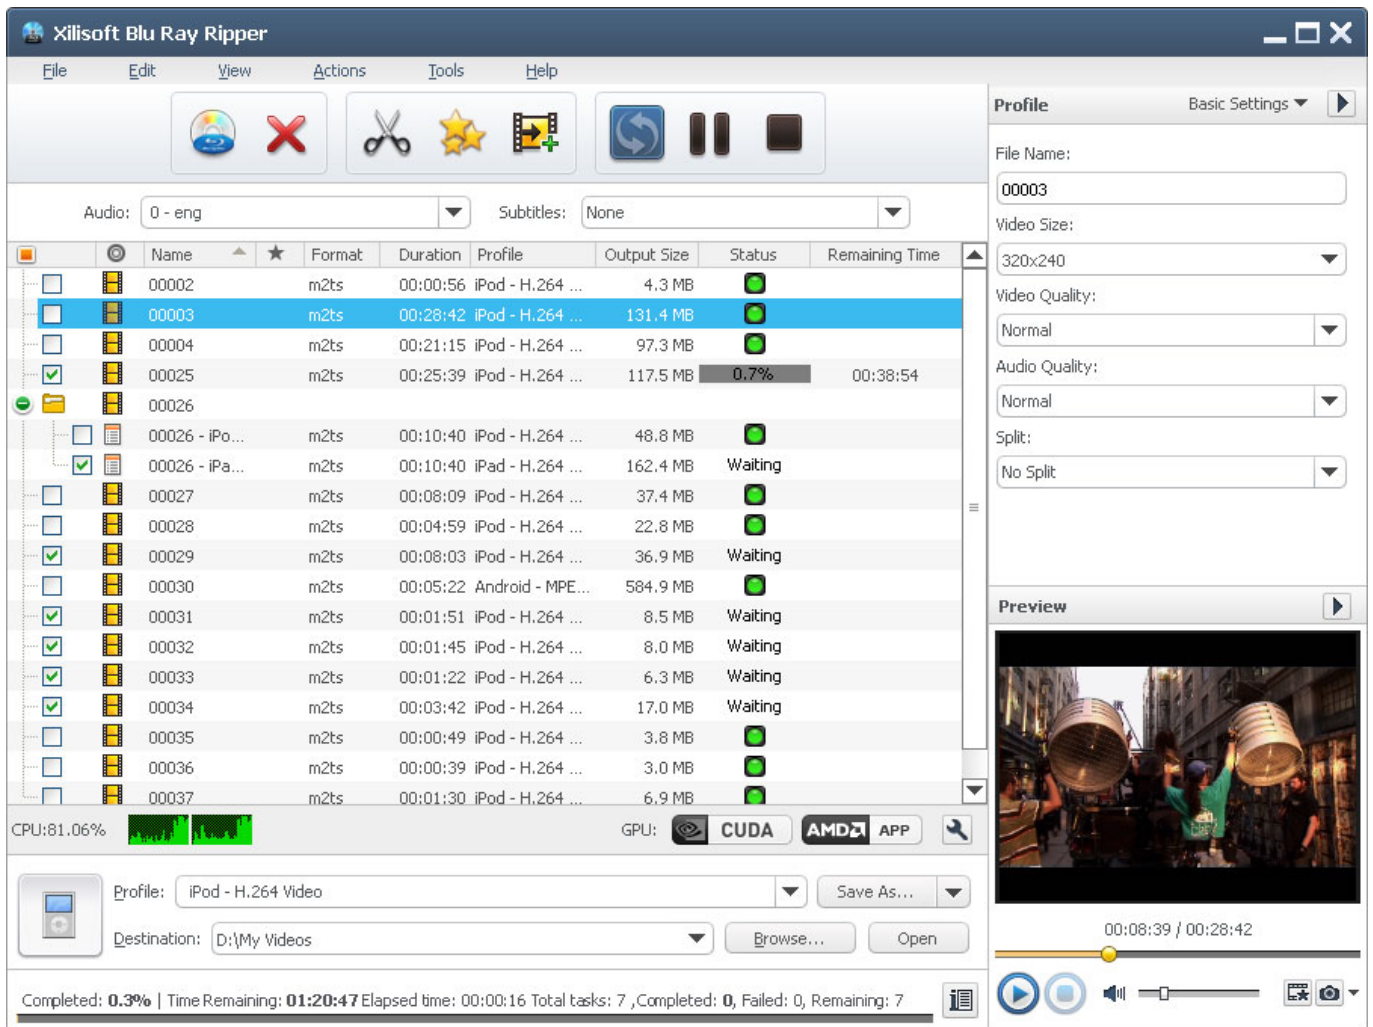 Xilisoft Blu Ray Ripper
File Edit View Actions Tools Help
Audio: 0 - eng Subtitles: None
Name Format Duration Profile Output Size Status Remaining Time
00002 m2ts 00:00:56 iPod - H.264 ... 4.3 MB
00003 m2ts 00:28:42 iPod - H.264 ... 131.4 MB
00004 m2ts 00:21:15 iPod - H.264 ... 97.3 MB
00025 m2ts 00:25:39 iPod - H.264 ... 117.5 MB 0.7% 00:38:54
00026
00026 - iPo... m2ts 00:10:40 iPod - H.264 ... 48.8 MB
00026 - iPa... m2ts 00:10:40 iPad - H.264 ... 162.4 MB Waiting
00027 m2ts 00:08:09 iPod - H.264 ... 37.4 MB
00028 m2ts 00:04:59 iPod - H.264 ... 22.8 MB
00029 m2ts 00:08:03 iPod - H.264 ... 36.9 MB Waiting
00030 m2ts 00:05:22 Android - MPE... 584.9 MB
00031 m2ts 00:01:51 iPod - H.264 ... 8.5 MB Waiting
00032 m2ts 00:01:45 iPod - H.264 ... 8.0 MB Waiting
00033 m2ts 00:01:22 iPod - H.264 ... 6.3 MB Waiting
00034 m2ts 00:03:42 iPod - H.264 ... 17.0 MB Waiting
00035 m2ts 00:00:49 iPod - H.264 ... 3.8 MB
00036 m2ts 00:00:39 iPod - H.264 ... 3.0 MB
00037 m2ts 00:01:30 iPod - H.264 ... 6.9 MB
CPU:81.06% GPU: CUDA AMD APP
Profile: iPod - H.264 Video Save As...
Destination: D:\My Videos Browse... Open
Completed: 0.3% | Time Remaining: 01:20:47 Elapsed time: 00:00:16 Total tasks: 7 ,Completed: 0, Failed: 0, Remaining: 7
Profile Basic Settings
File Name:
00003
Video Size:
320x240
Video Quality:
Normal
Audio Quality:
Normal
Split:
No Split
Preview
00:08:39 / 00:28:42